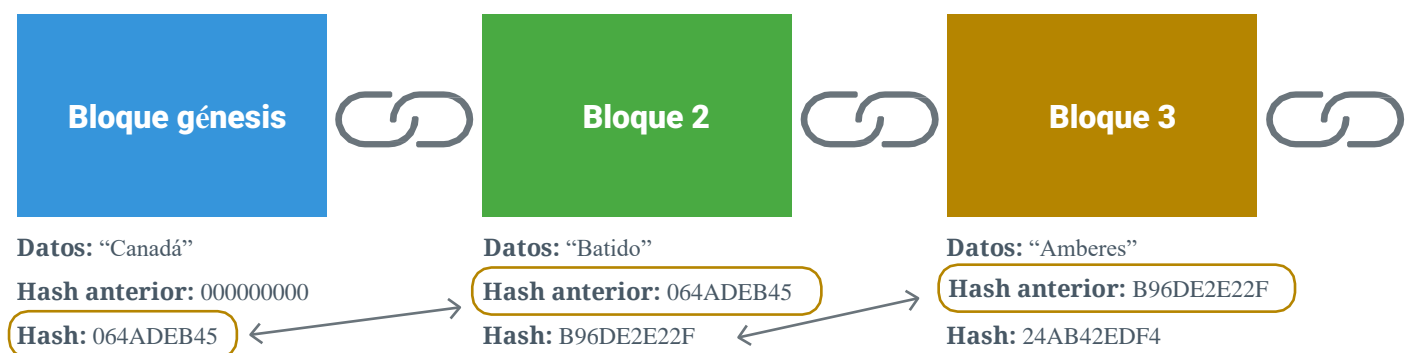 Bloque génesis
Bloque 2
Bloque 3
Datos: “Canadá”
Hash anterior: 000000000
Hash: 064ADEB45
Datos: “Batido”
Hash anterior: 064ADEB45
Hash: B96DE2E22F
Datos: “Amberes”
Hash anterior: B96DE2E22F
Hash: 24AB42EDF4